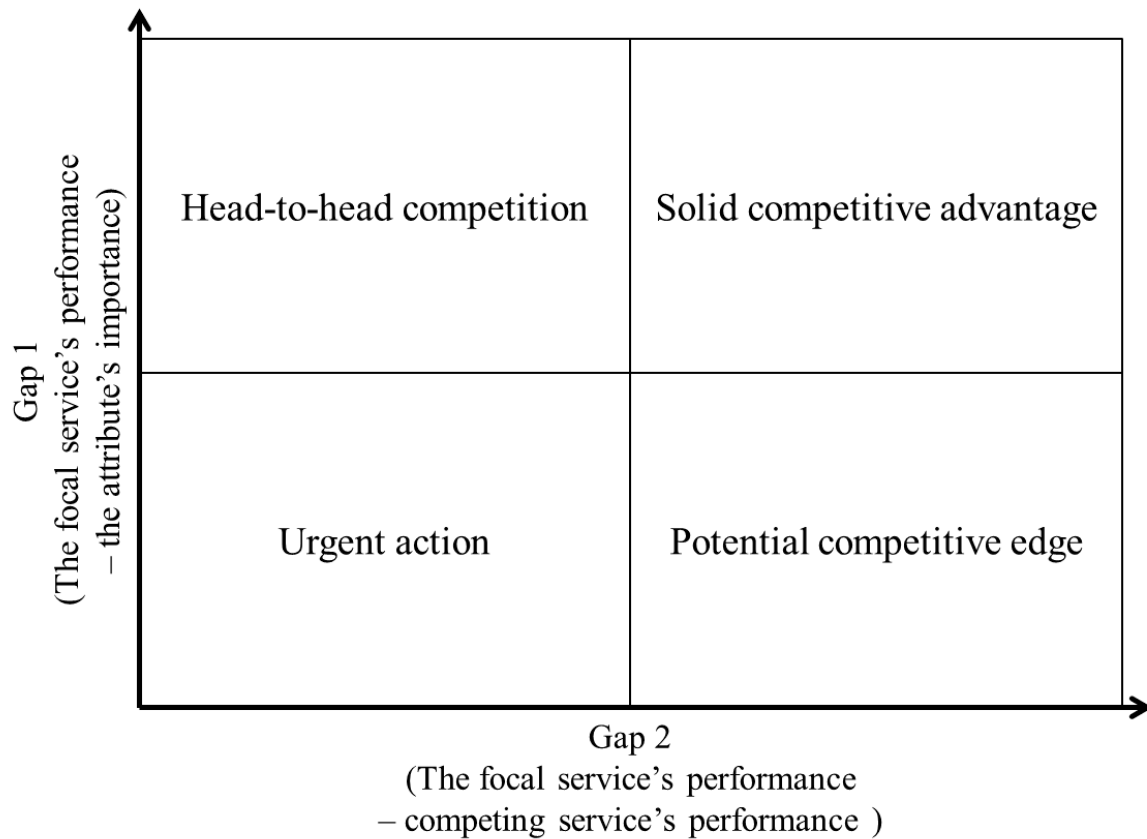 Gap 1
(The focal service’s performance
– the attribute’s importance)
Head-to-head competition
Solid competitive advantage
Urgent action
Potential competitive edge
Gap 2
(The focal service’s performance
– competing service’s performance )